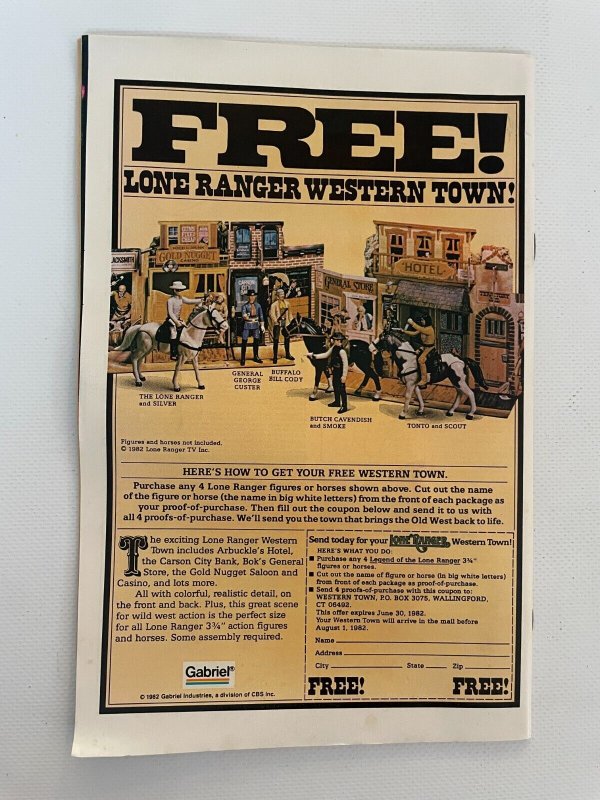 FREE!
LONE RANGER WESTERN TOWN!
GOLD NUGGET
CASINO
GENERAL STORE
HOTEL
THE LONE RANGER
and SILVER
GENERAL
GEORGE
CUSTER
BUFFALO
BILL CODY
BUTCH CAVENDISH
and SMOKE
TONTO and SCOUT
Figures and horses not included.
© 1982 Lone Ranger TV Inc.
HERE'S HOW TO GET YOUR FREE WESTERN TOWN.
Purchase any 4 Lone Ranger figures or horses shown above. Cut out the name
of the figure or horse (the name in big white letters) from the front of each package as
your proof-of-purchase. Then fill out the coupon below and send it to us with
all 4 proofs-of-purchase. We'll send you the town that brings the Old West back to life.
The exciting Lone Ranger Western
Town includes Arbuckle's Hotel,
the Carson City Bank, Bok's General
Store, the Gold Nugget Saloon and
Casino, and lots more.
All with colorful, realistic detail, on
the front and back. Plus, this great scene
for wild west action is the perfect size
for all Lone Ranger 3¾" action figures
and horses. Some assembly required.
Gabriel®
© 1982 Gabriel Industries, a division of CBS Inc.
Send today for your LONE RANGER Western Town!
HERE'S WHAT YOU DO:
■ Purchase any 4 Legend of the Lone Ranger 3¾"
figures or horses.
■ Cut out the name of figure or horse (in big white letters)
from each package as proof-of-purchase.
■ Send 4 proofs-of-purchase with this coupon to:
WESTERN TOWN, P.O. BOX 3075, WALLINGFORD,
CT 06492.
This offer expires June 30, 1982.
Your Western Town will arrive in the mail before
August 1, 1982.
Name
Address
City State Zip
FREE! FREE!